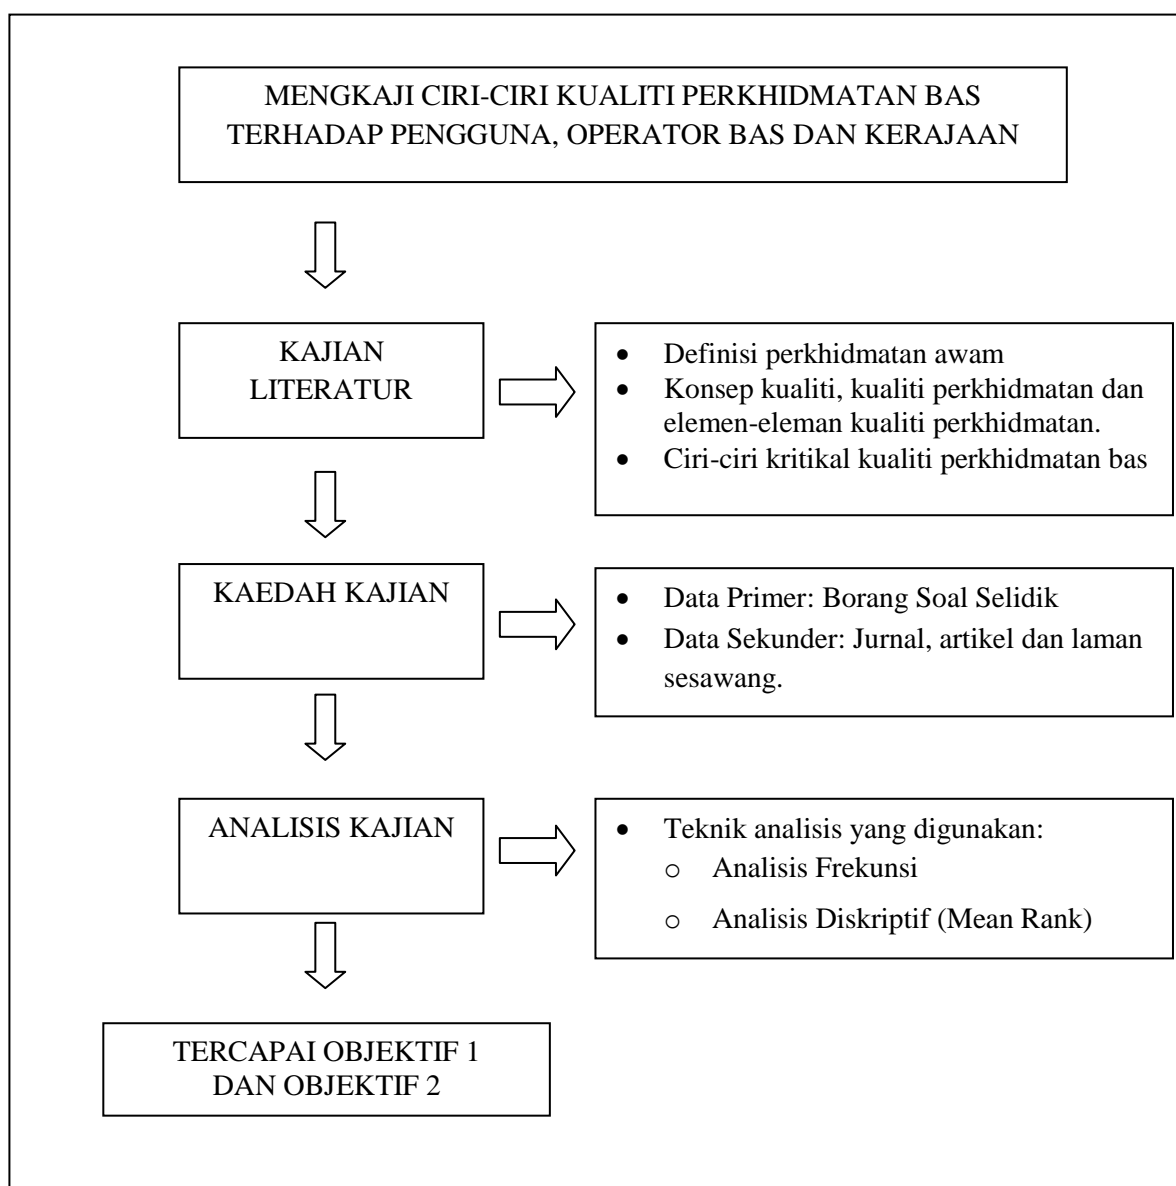 MENGKAJI CIRI-CIRI KUALITI PERKHIDMATAN BAS
TERHADAP PENGGUNA, OPERATOR BAS DAN KERAJAAN
KAJIAN
LITERATUR
• Definisi perkhidmatan awam
• Konsep kualiti, kualiti perkhidmatan dan
elemen-eleman kualiti perkhidmatan.
• Ciri-ciri kritikal kualiti perkhidmatan bas
KAEDAH KAJIAN
• Data Primer: Borang Soal Selidik
• Data Sekunder: Jurnal, artikel dan laman
sesawang.
ANALISIS KAJIAN
• Teknik analisis yang digunakan:
o Analisis Frekunsi
o Analisis Diskriptif (Mean Rank)
TERCAPAI OBJEKTIF 1
DAN OBJEKTIF 2